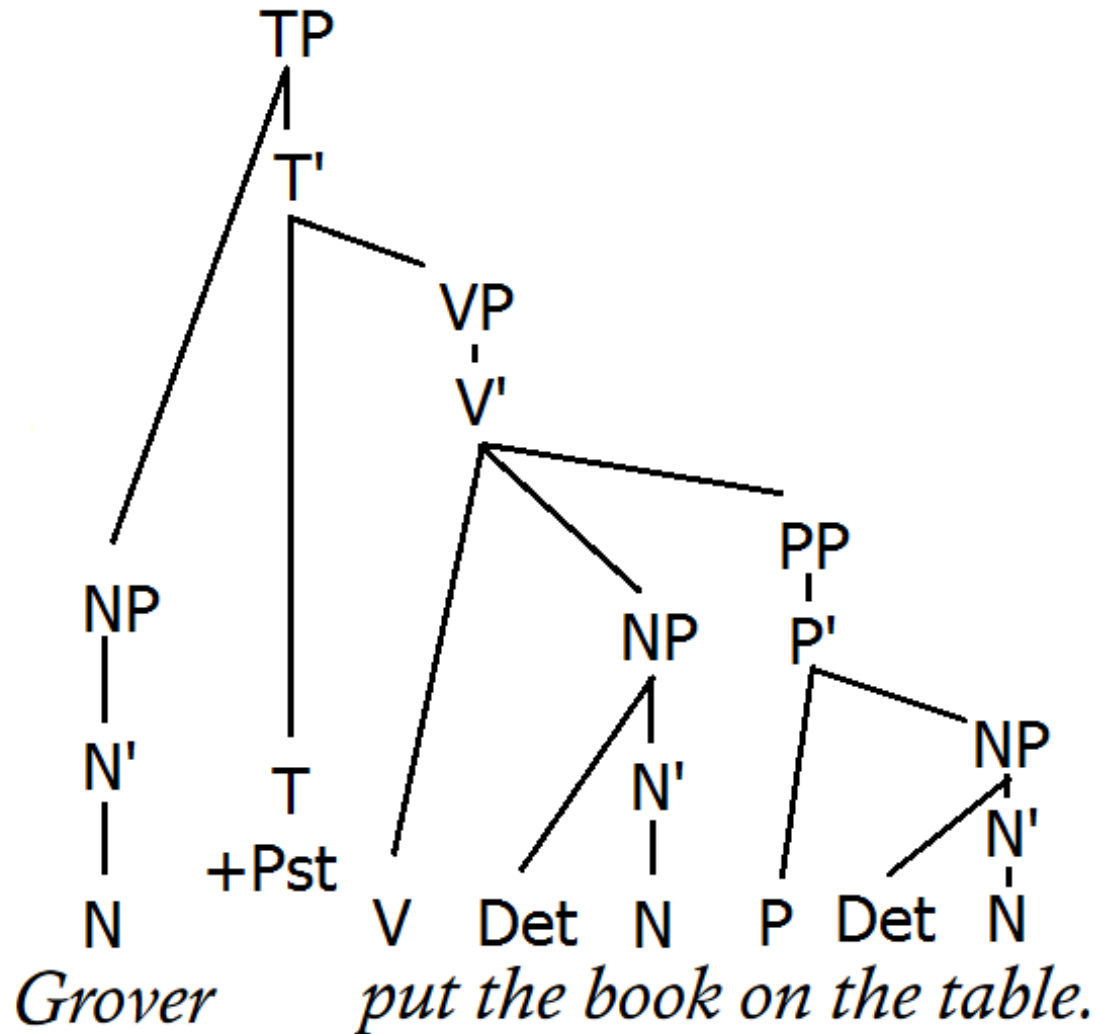 TP
T'
VP
V'
PP
NP NP P'
NP
N' T N' N'
+Pst
N V Det N P Det N
Grover put the book on the table.